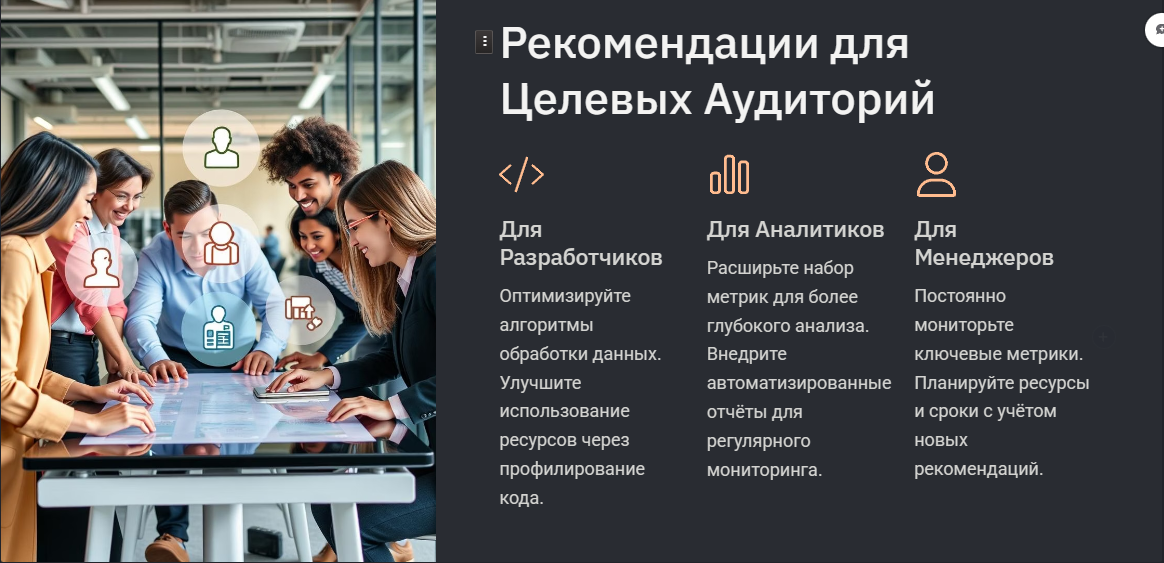 Рекомендации для
Целевых Аудиторий
Для
Разработчиков
Оптимизируйте
алгоритмы
обработки данных.
Улучшите
использование
ресурсов через
профилирование
кода.
Для Аналитиков
Расширьте набор
метрик для более
глубокого анализа.
Внедрите
автоматизированные
отчёты для
регулярного
мониторинга.
Для
Менеджеров
Постоянно
мониторьте
ключевые метрики.
Планируйте ресурсы
и сроки с учётом
новых
рекомендаций.